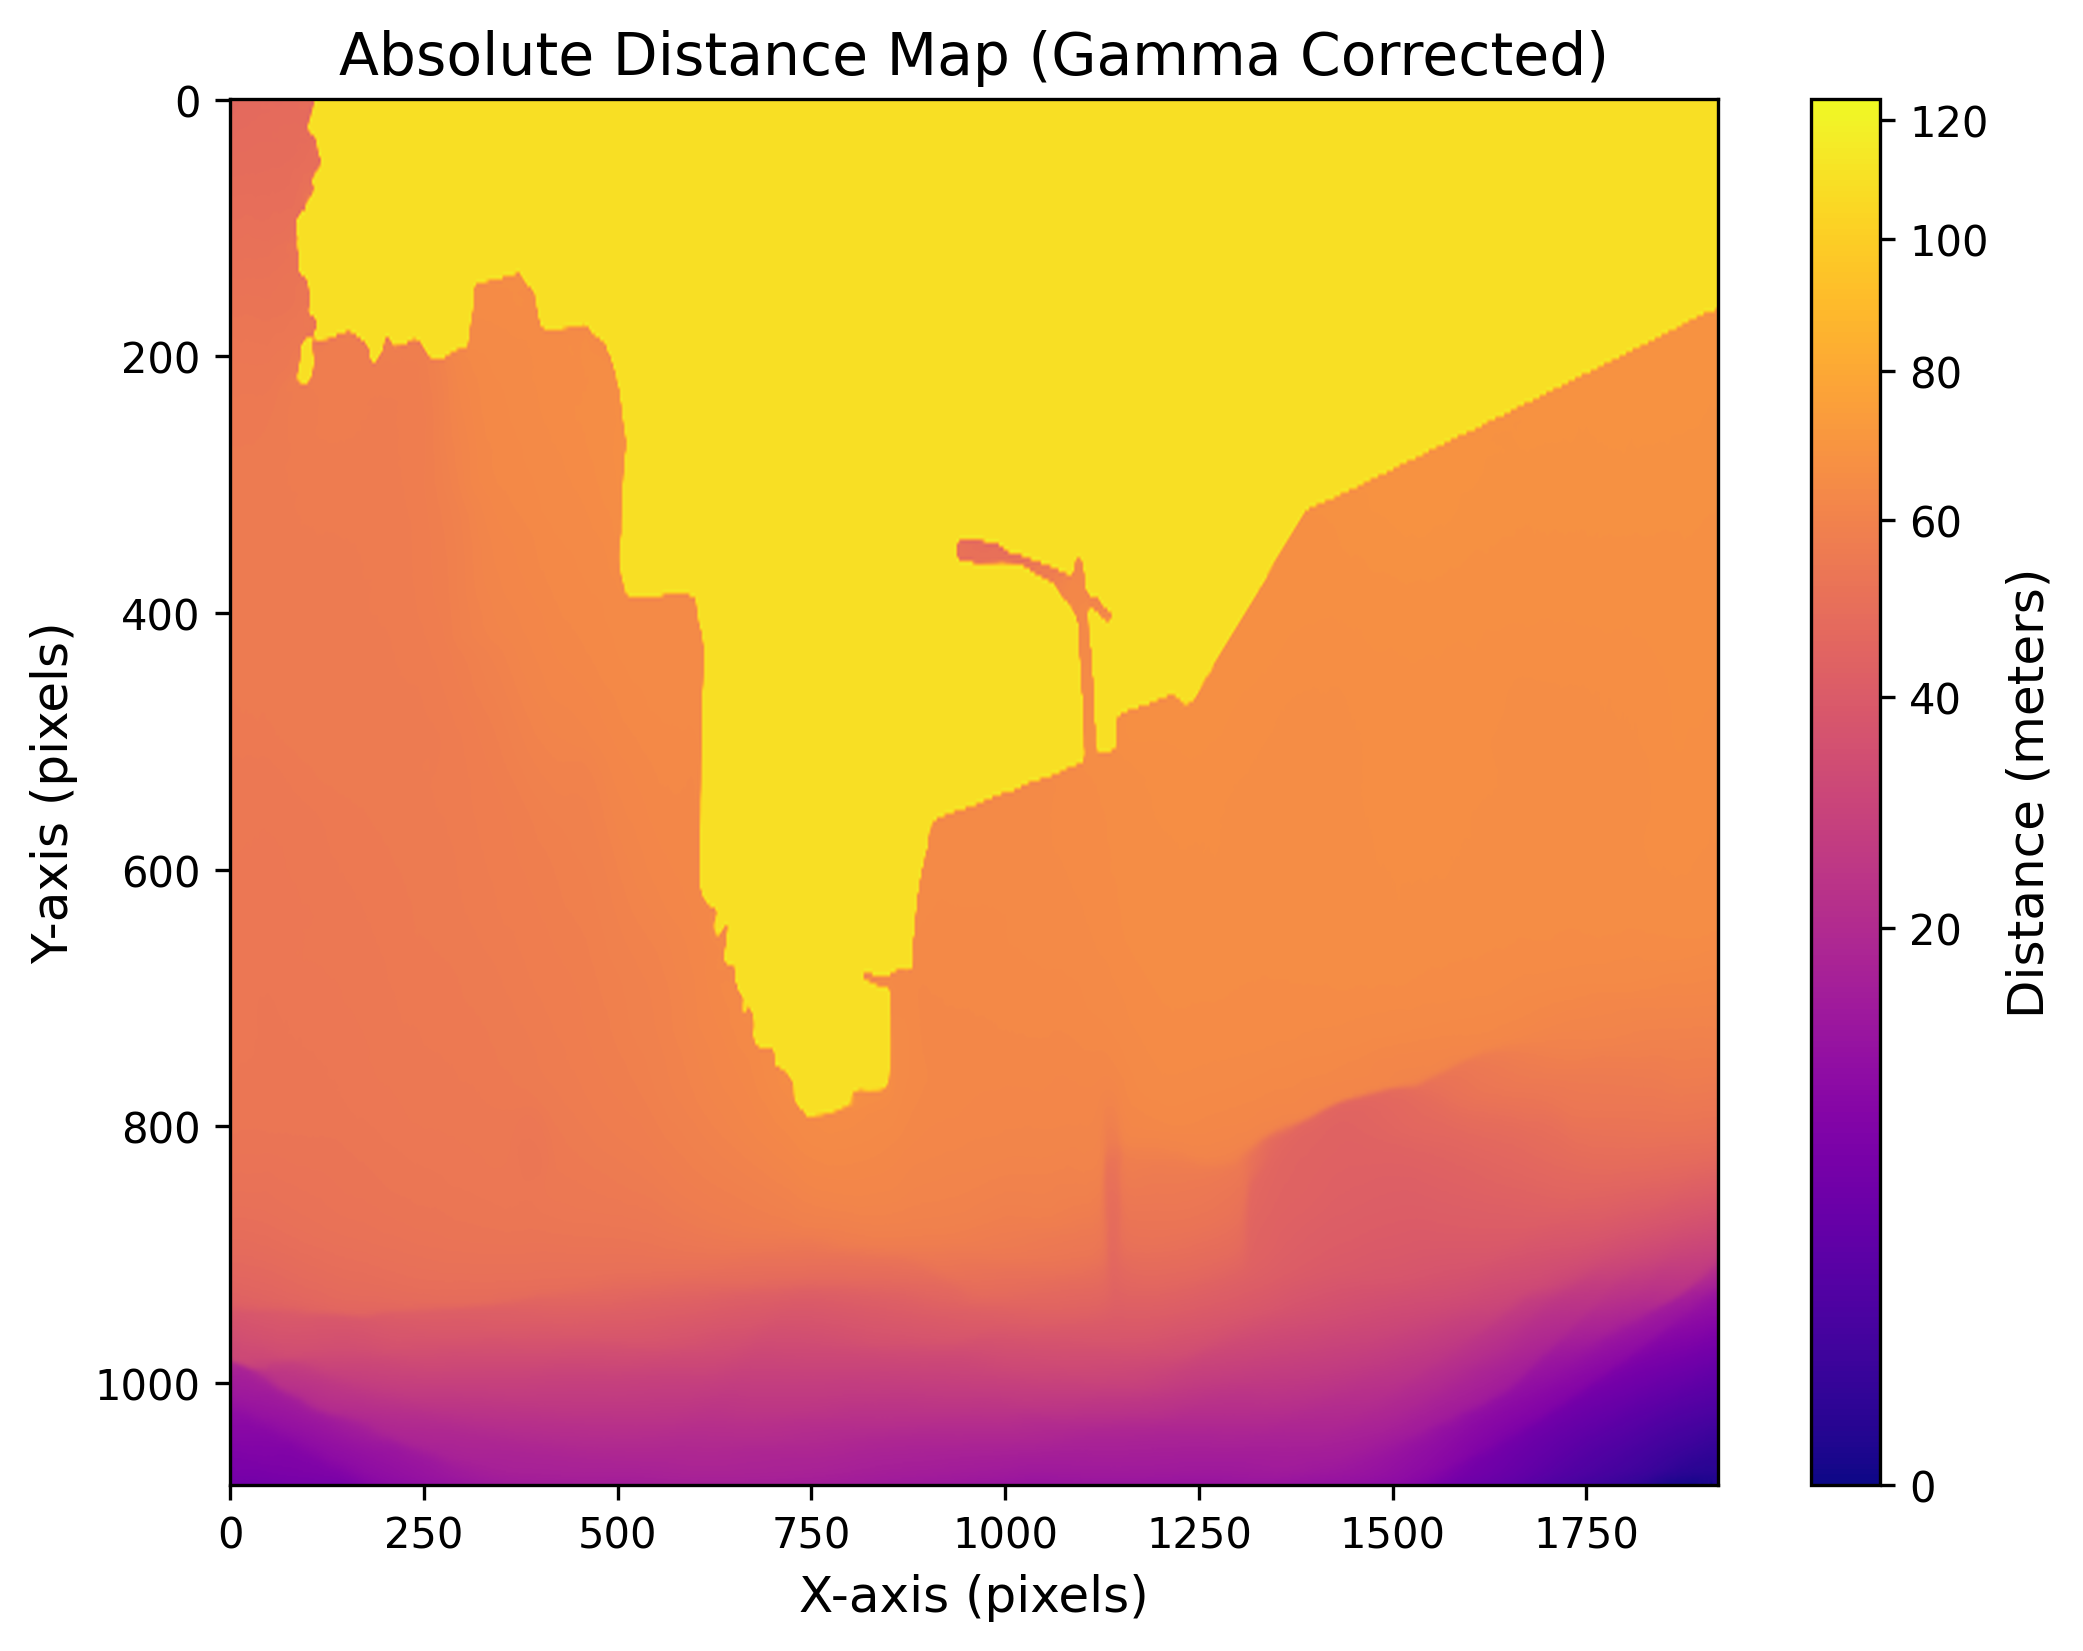 Absolute Distance Map (Gamma Corrected)
0
200
400
600
800
1000
Y-axis (pixels)
0 250 500 750 1000 1250 1500 1750
X-axis (pixels)
120
100
80
60
40
20
0
Distance (meters)